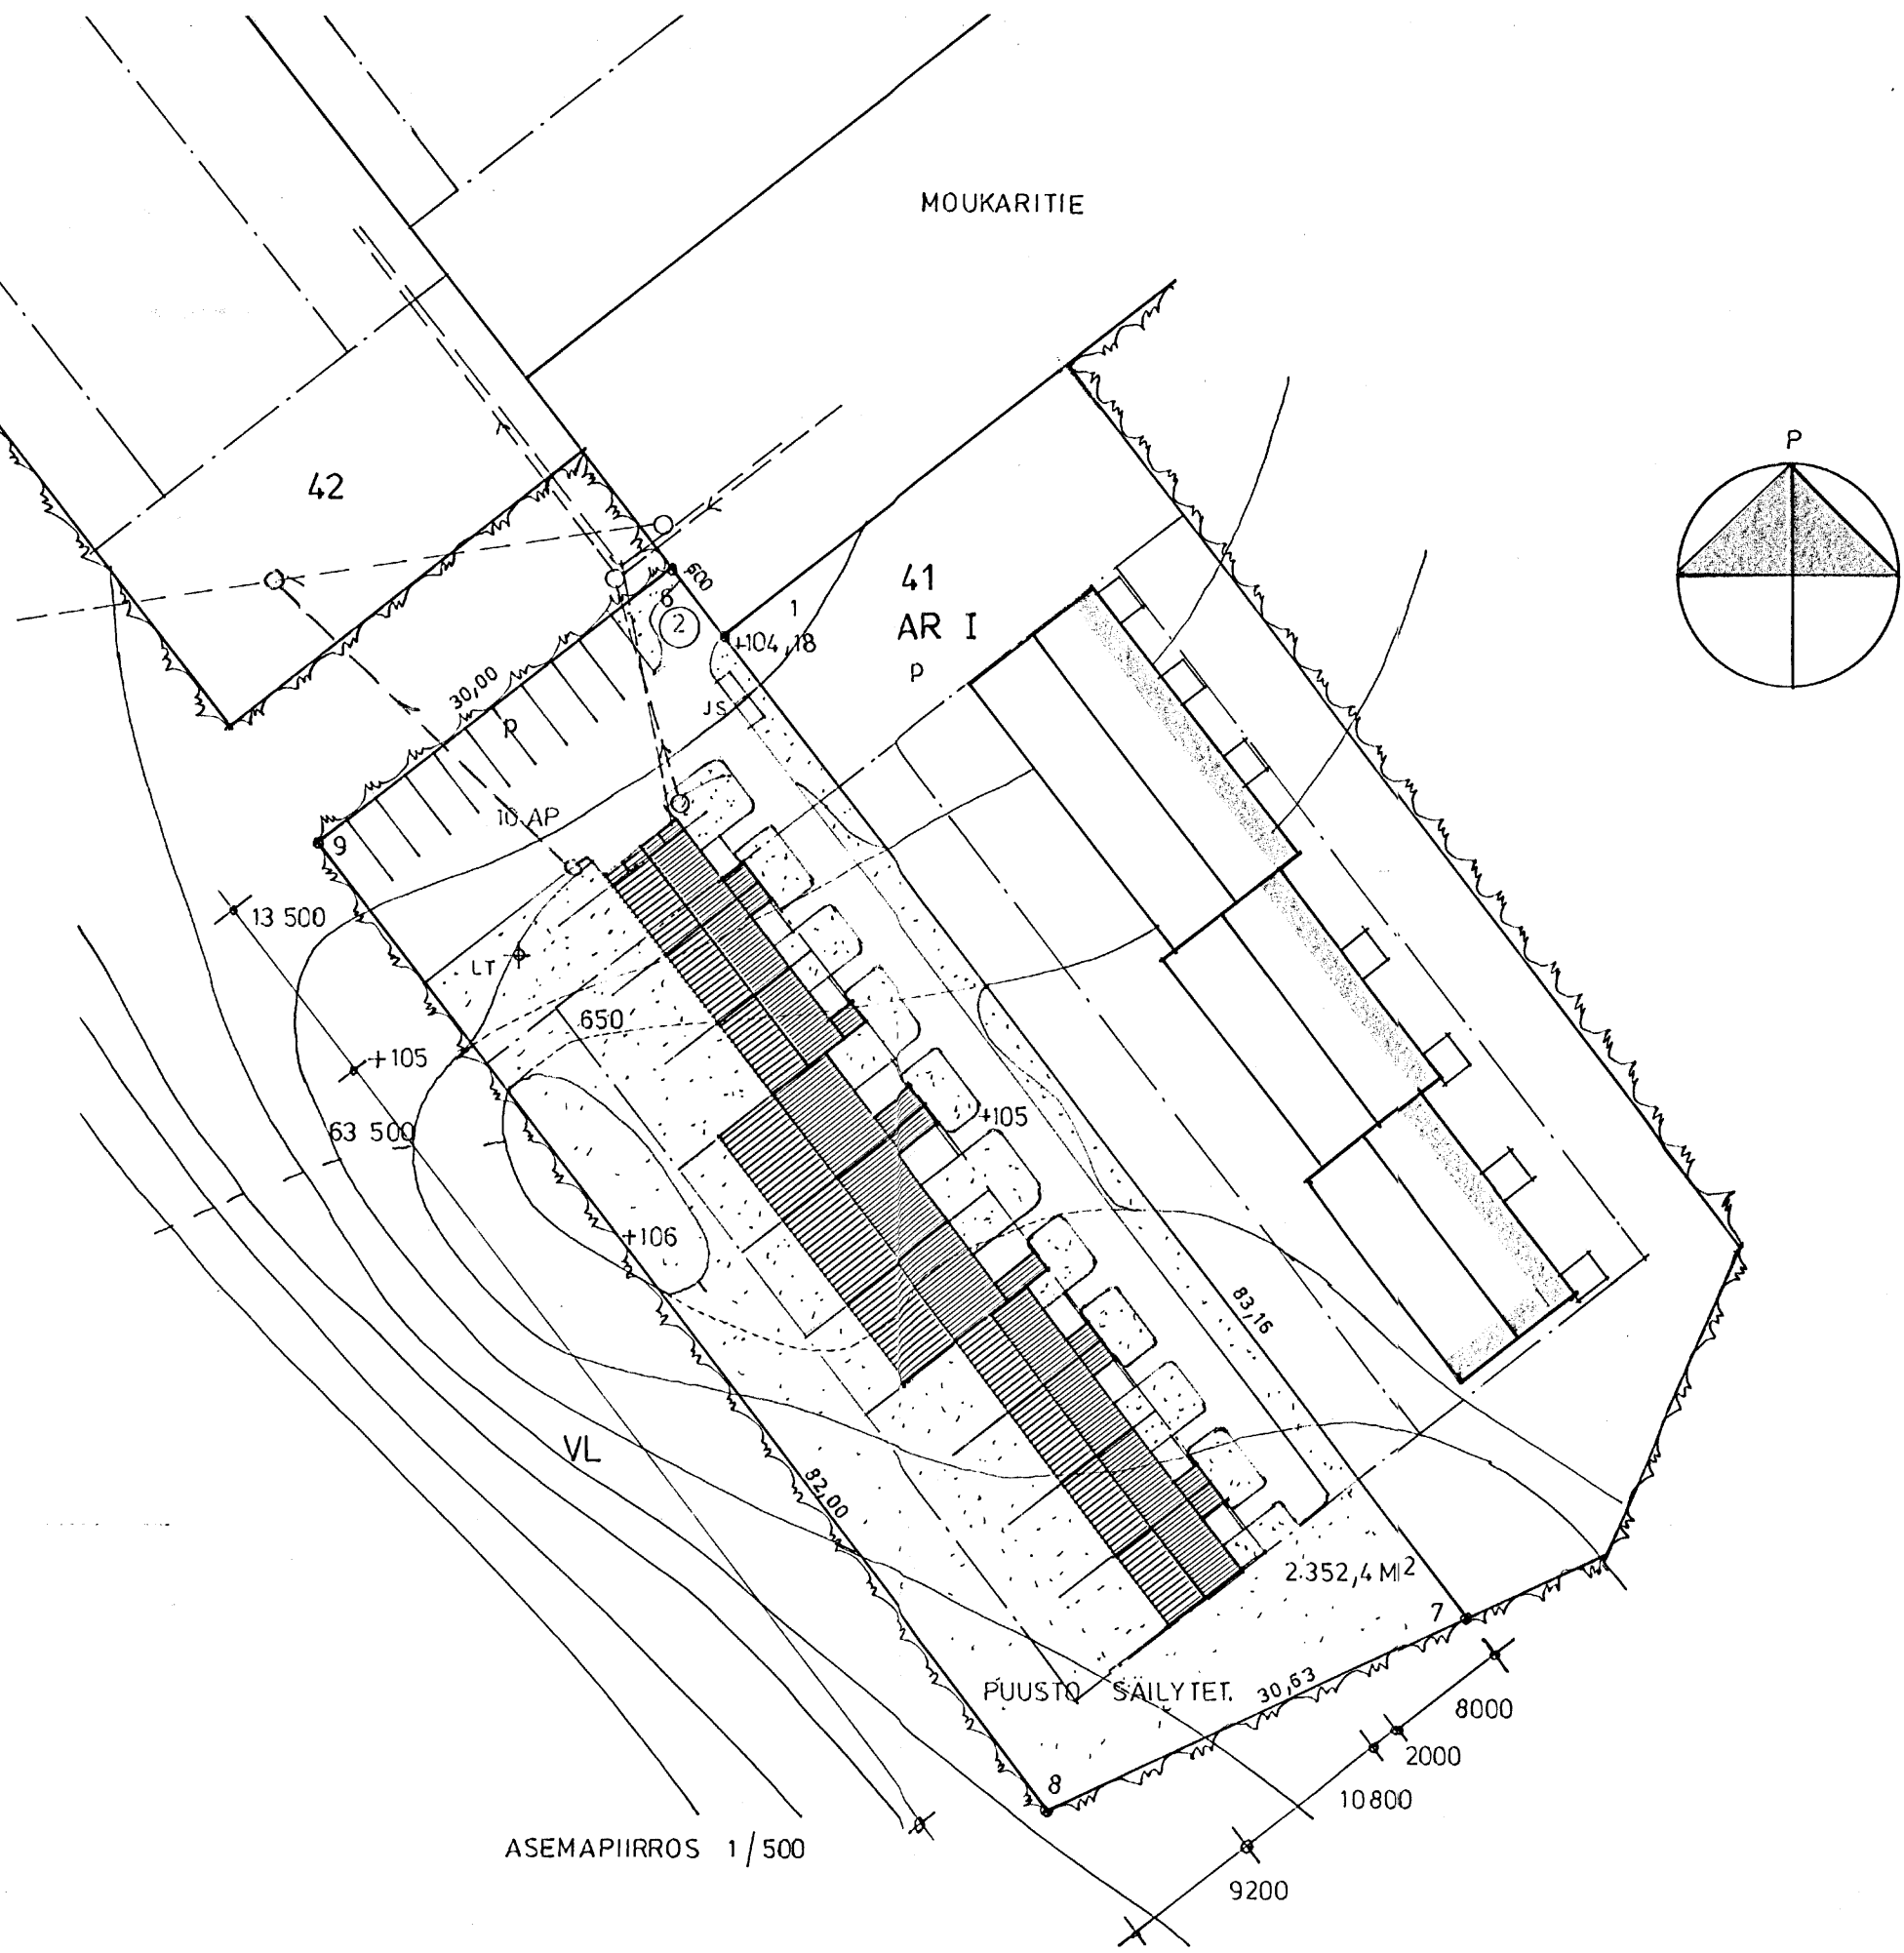 MOUKARITIE
P
42
600
6
2
1
41
AR I
p
+104,18
30,00
p
JS
10 AP
9
13 500
LT
650
+105
63 500
+105
+106
83,16
VL
82,00
2.352,4 M2
7
PUUSTO SÄILYTET.
30,63
8000
2000
8
10800
ASEMAPIIRROS 1/500
9200